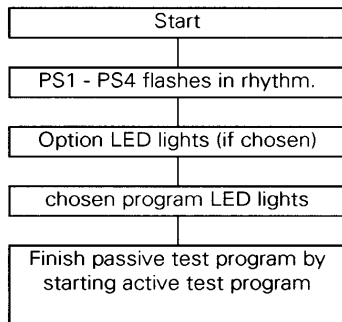 Start
PS1 - PS4 flashes in rhythm.
Option LED lights (if chosen)
chosen program LED lights
Finish passive test program by
starting active test program